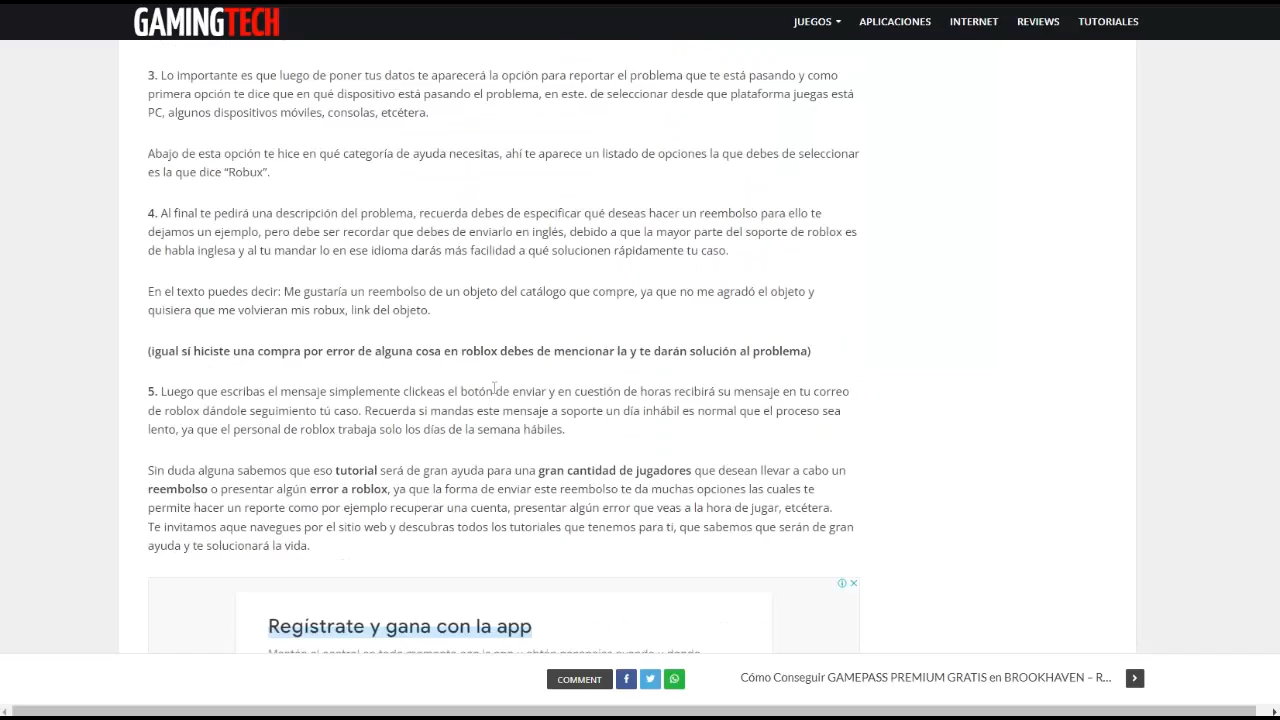 GAMINGTECH
JUEGOS APLICACIONES INTERNET REVIEWS TUTORIALES
3. Lo importante es que luego de poner tus datos te aparecerá la opción para reportar el problema que te está pasando y como
primera opción te dice que en qué dispositivo está pasando el problema, en este. de seleccionar desde que plataforma juegas está
PC, algunos dispositivos móviles, consolas, etcétera.
Abajo de esta opción te hice en qué categoría de ayuda necesitas, ahí te aparece un listado de opciones la que debes de seleccionar
es la que dice “Robux”.
4. Al final te pedirá una descripción del problema, recuerda debes de especificar qué deseas hacer un reembolso para ello te
dejamos un ejemplo, pero debe ser recordar que debes de enviarlo en inglés, debido a que la mayor parte del soporte de roblox es
de habla inglesa y al tu mandar lo en ese idioma darás más facilidad a qué solucionen rápidamente tu caso.
En el texto puedes decir: Me gustaría un reembolso de un objeto del catálogo que compre, ya que no me agradó el objeto y
quisiera que me volvieran mis robux, link del objeto.
(igual sí hiciste una compra por error de alguna cosa en roblox debes de mencionar la y te darán solución al problema)
5. Luego que escribas el mensaje simplemente clickeas el botón de enviar y en cuestión de horas recibirá su mensaje en tu correo
de roblox dándole seguimiento tú caso. Recuerda si mandas este mensaje a soporte un día inhábil es normal que el proceso sea
lento, ya que el personal de roblox trabaja solo los días de la semana hábiles.
Sin duda alguna sabemos que eso tutorial será de gran ayuda para una gran cantidad de jugadores que desean llevar a cabo un
reembolso o presentar algún error a roblox, ya que la forma de enviar este reembolso te da muchas opciones las cuales te
permite hacer un reporte como por ejemplo recuperar una cuenta, presentar algún error que veas a la hora de jugar, etcétera.
Te invitamos aque navegues por el sitio web y descubras todos los tutoriales que tenemos para ti, que sabemos que serán de gran
ayuda y te solucionará la vida.
Regístrate y gana con la app
COMMENT
Cómo Conseguir GAMEPASS PREMIUM GRATIS en BROOKHAVEN – R...